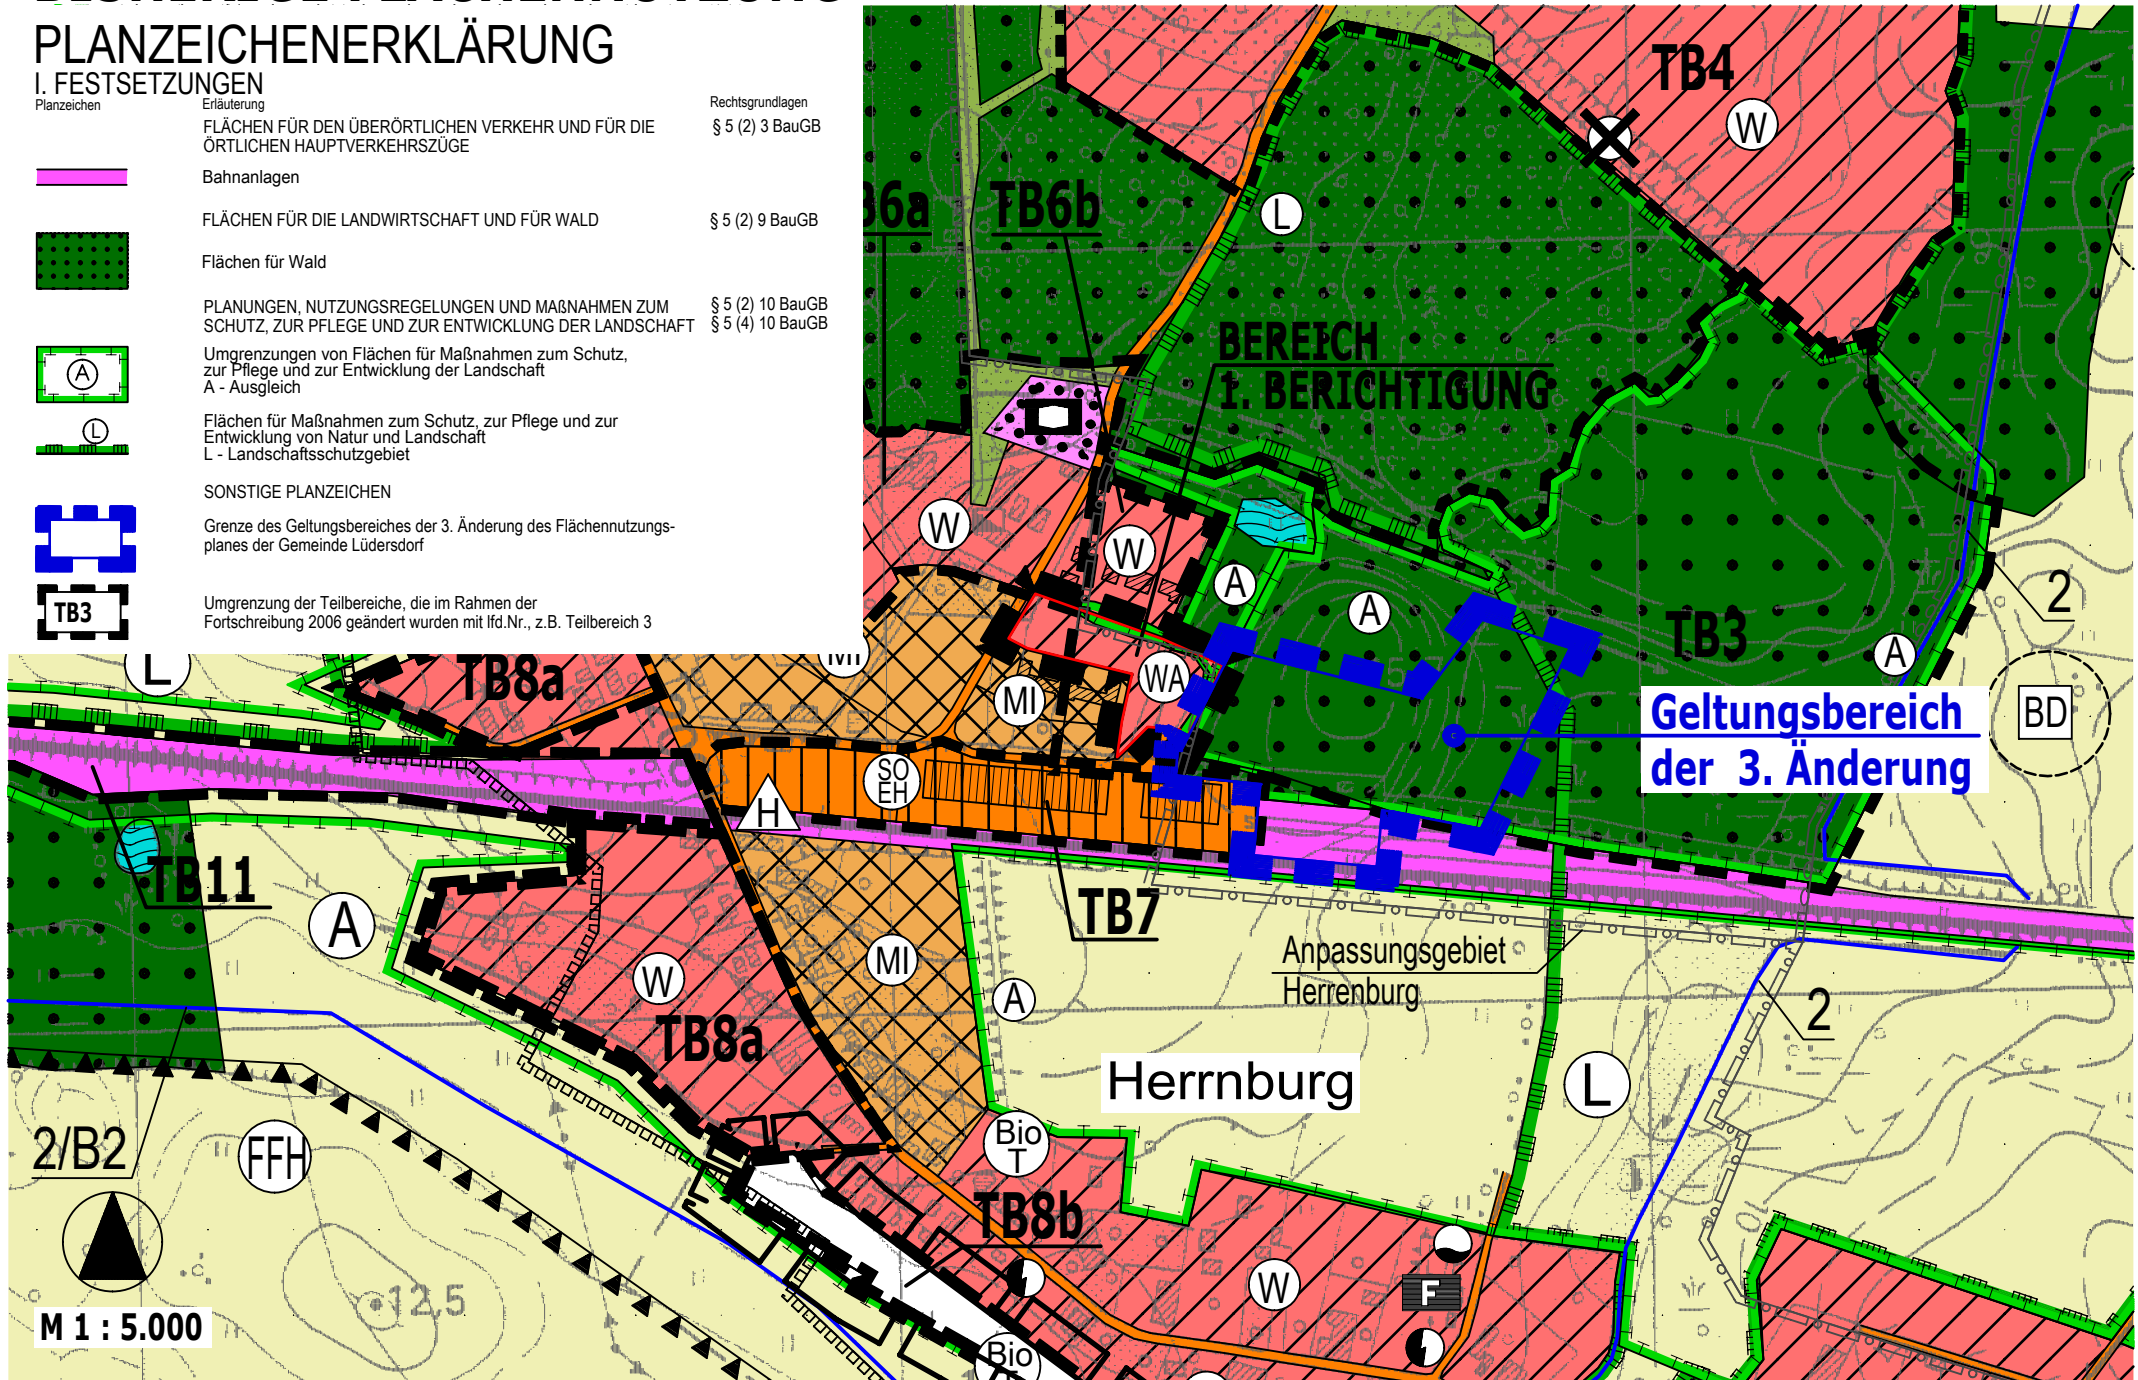 PLANZEICHENERKLÄRUNG
I. FESTSETZUNGEN
Planzeichen Erläuterung Rechtsgrundlagen
FLÄCHEN FÜR DEN ÜBERÖRTLICHEN VERKEHR UND FÜR DIE § 5 (2) 3 BauGB
ÖRTLICHEN HAUPTVERKEHRSZÜGE
Bahnanlagen
FLÄCHEN FÜR DIE LANDWIRTSCHAFT UND FÜR WALD § 5 (2) 9 BauGB
Flächen für Wald
PLANUNGEN, NUTZUNGSREGELUNGEN UND MAßNAHMEN ZUM § 5 (2) 10 BauGB
SCHUTZ, ZUR PFLEGE UND ZUR ENTWICKLUNG DER LANDSCHAFT § 5 (4) 10 BauGB
A
Umgrenzungen von Flächen für Maßnahmen zum Schutz,
zur Pflege und zur Entwicklung der Landschaft
A - Ausgleich
L
Flächen für Maßnahmen zum Schutz, zur Pflege und zur
Entwicklung von Natur und Landschaft
L - Landschaftsschutzgebiet
SONSTIGE PLANZEICHEN
Grenze des Geltungsbereiches der 3. Änderung des Flächennutzungs-
planes der Gemeinde Lüdersdorf
TB3
Umgrenzung der Teilbereiche, die im Rahmen der
Fortschreibung 2006 geändert wurden mit lfd.Nr., z.B. Teilbereich 3
TB4
W
6a
TB6b
L
BEREICH
1. BERICHTIGUNG
W
W
A
A
2
TB3
A
L
TB8a
MI
MI
WA
5
Geltungsbereich
der 3. Änderung
BD
SO
EH
H
TB11
A
TB7
MI
W
A
Anpassungsgebiet
Herrenburg
2
TB8a
Herrnburg
L
2/B2
FFH
Bio
T
TB8b
W
F
12,5
M 1 : 5.000
Bio